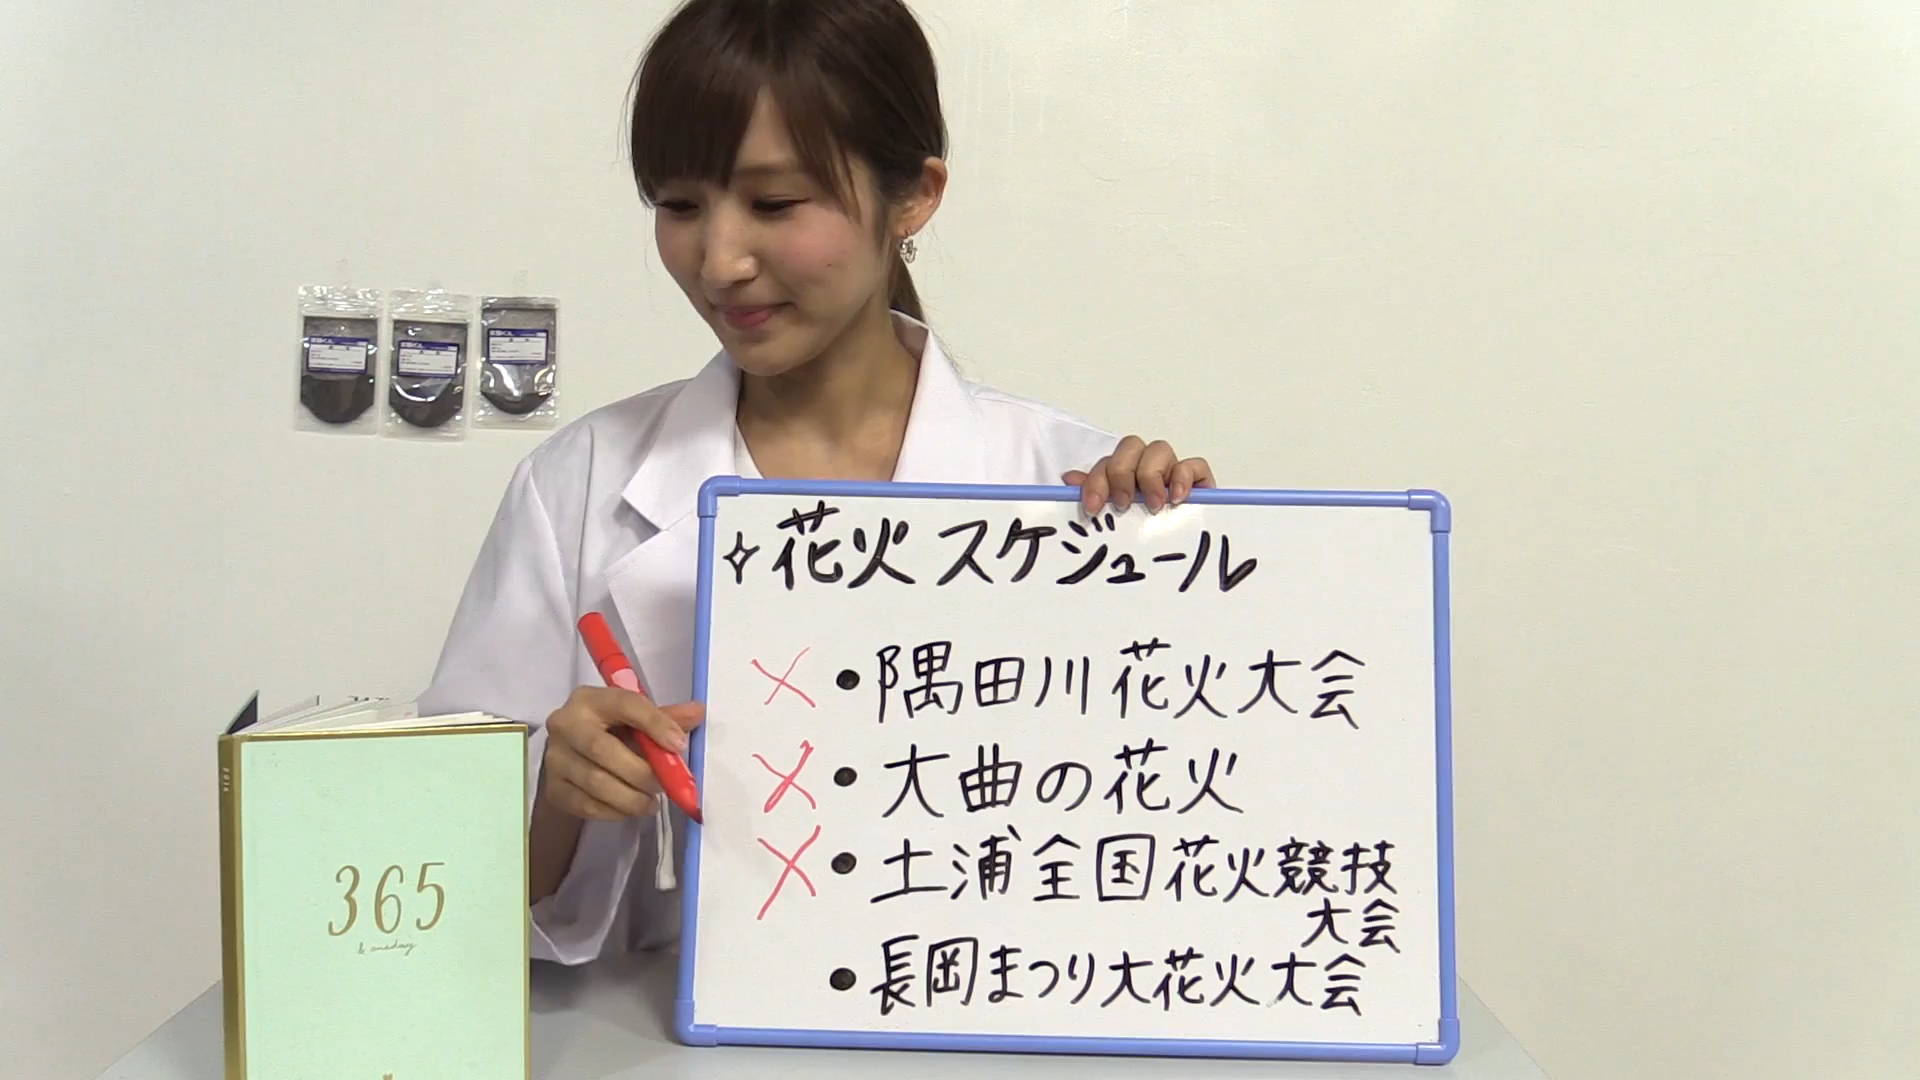 花火スケジュール
×・隅田川花火大会
×・大曲の花火
×・土浦全国花火競技
大会
・長岡まつり大花火大会
365
& oneday